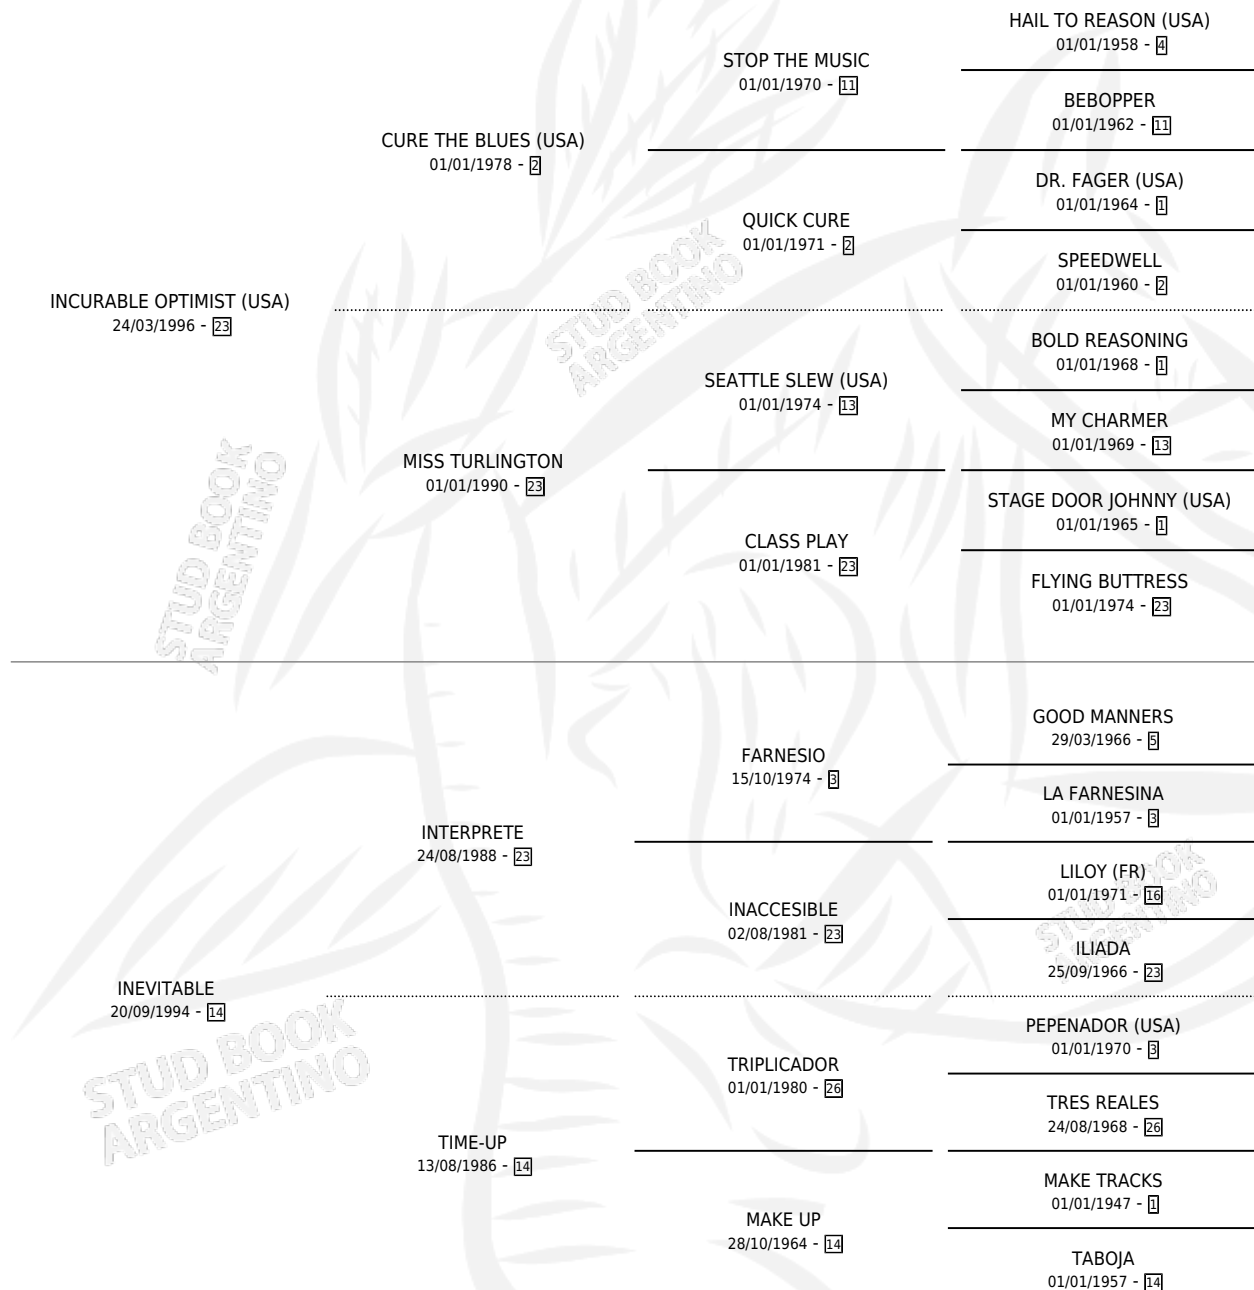 HAIL TO REASON (USA)
01/01/1958 - 4
STOP THE MUSIC
01/01/1970 - 11
BEBOPPER
01/01/1962 - 11
CURE THE BLUES (USA)
01/01/1978 - 2
DR. FAGER (USA)
01/01/1964 - 1
QUICK CURE
01/01/1971 - 2
SPEEDWELL
01/01/1960 - 2
INCURABLE OPTIMIST (USA)
24/03/1996 - 23
BOLD REASONING
01/01/1968 - 1
SEATTLE SLEW (USA)
01/01/1974 - 13
MY CHARMER
01/01/1969 - 13
MISS TURLINGTON
01/01/1990 - 23
STAGE DOOR JOHNNY (USA)
01/01/1965 - 1
CLASS PLAY
01/01/1981 - 23
FLYING BUTTRESS
01/01/1974 - 23
STUD BOOK
ARGENTINO
STUD BOOK
ARGENTINO
GOOD MANNERS
29/03/1966 - 5
FARNESIO
15/10/1974 - 3
LA FARNESINA
01/01/1957 - 3
INTERPRETE
24/08/1988 - 23
LILOY (FR)
01/01/1971 - 16
INACCESIBLE
02/08/1981 - 23
ILIADA
25/09/1966 - 23
INEVITABLE
20/09/1994 - 14
PEPENADOR (USA)
01/01/1970 - 3
TRIPLICADOR
01/01/1980 - 26
TRES REALES
24/08/1968 - 26
TIME-UP
13/08/1986 - 14
MAKE TRACKS
01/01/1947 - 1
MAKE UP
28/10/1964 - 14
TABOJA
01/01/1957 - 14
STUD BOOK
ARGENTINO
STUD BOOK
ARGENTINO